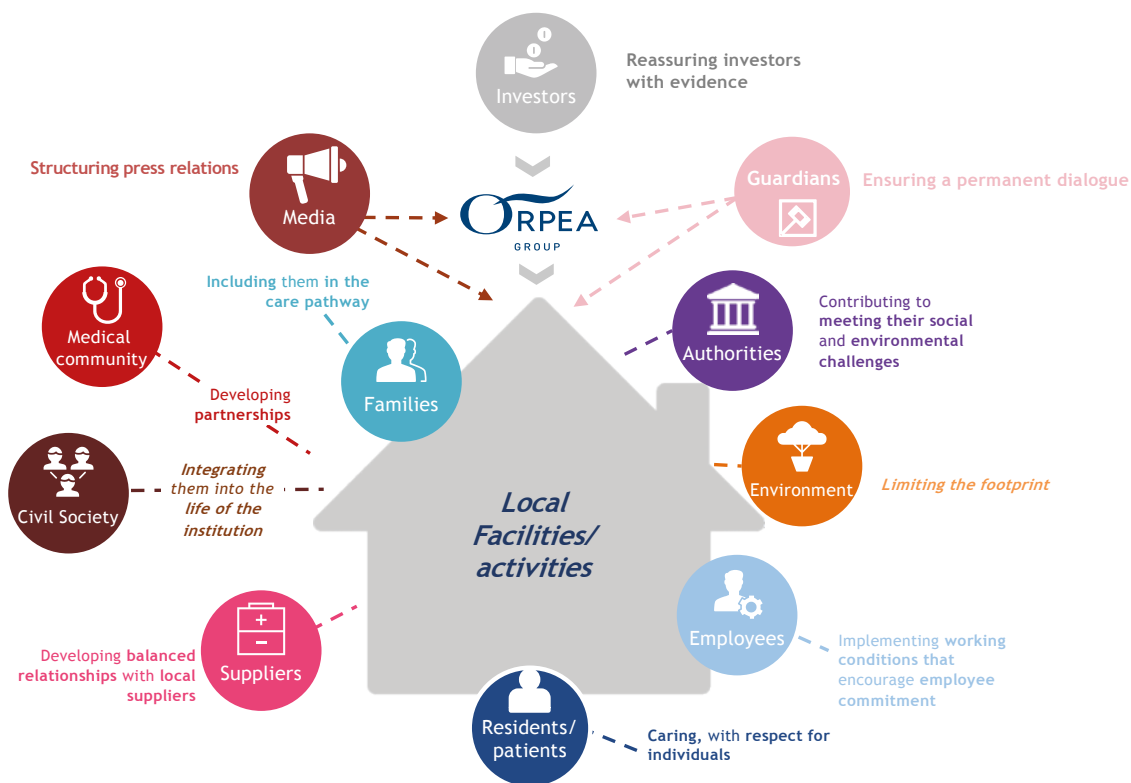 Reassuring investors
with evidence
Investors
Structuring press relations
Media
ORPEA
GROUP
Guardians
Ensuring a permanent dialogue
Including them in the
care pathway
Families
Medical
community
Developing
partnerships
Authorities
Contributing to
meeting their social
and environmental
challenges
Civil Society
Integrating
them into the
life of the
institution
Local
Facilities/
activities
Environment
Limiting the footprint
Suppliers
Developing balanced
relationships with local
suppliers
Employees
Implementing working
conditions that
encourage employee
commitment
Residents/
patients
Caring, with respect for
individuals